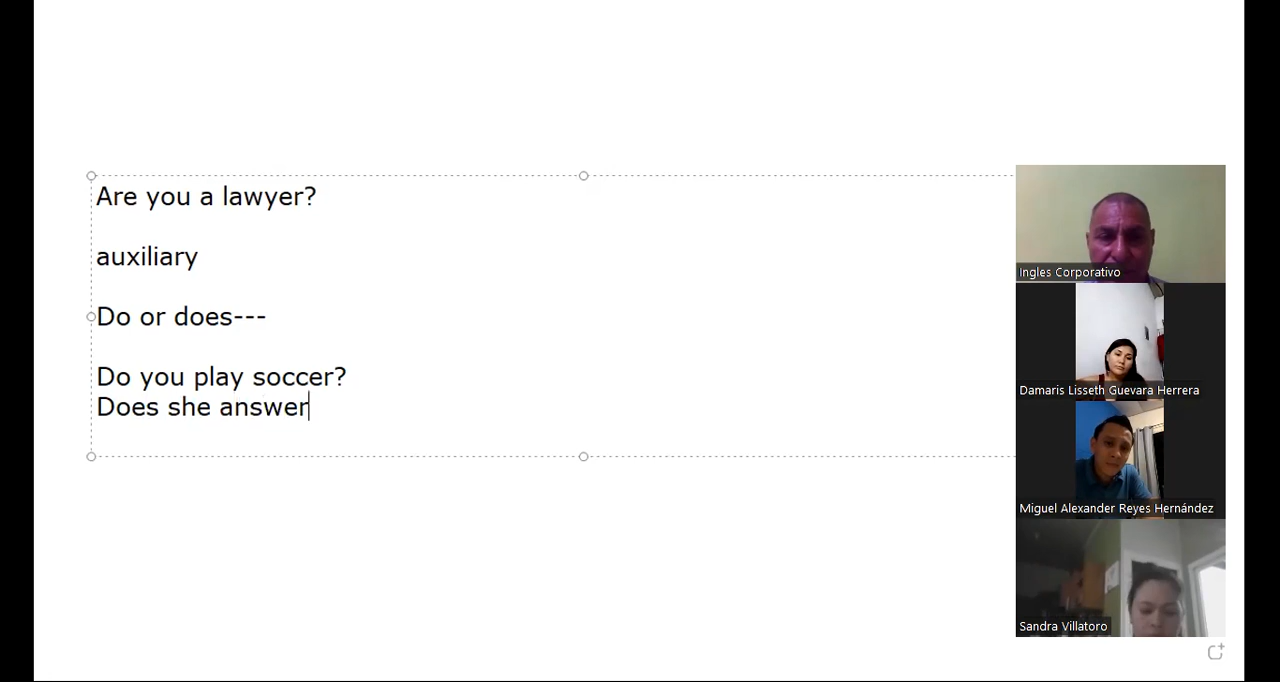 Are you a lawyer?
auxiliary
Do or does---
Do you play soccer?
Does she answer
Ingles Corporativo
Damaris Lisseth Guevara Herrera
Miguel Alexander Reyes Hernández
Sandra Villatoro